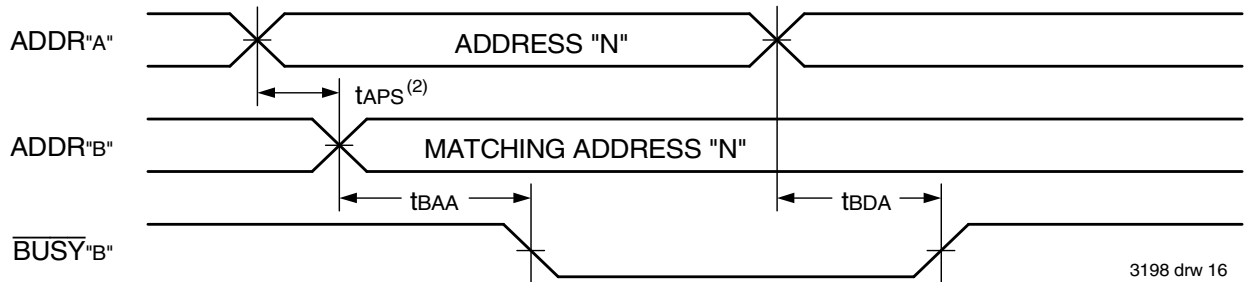 ADDR"A"
ADDRESS "N"
tAPS(2)
ADDR"B"
MATCHING ADDRESS "N"
tBAA
tBDA
BUSY"B"
3198 drw 16